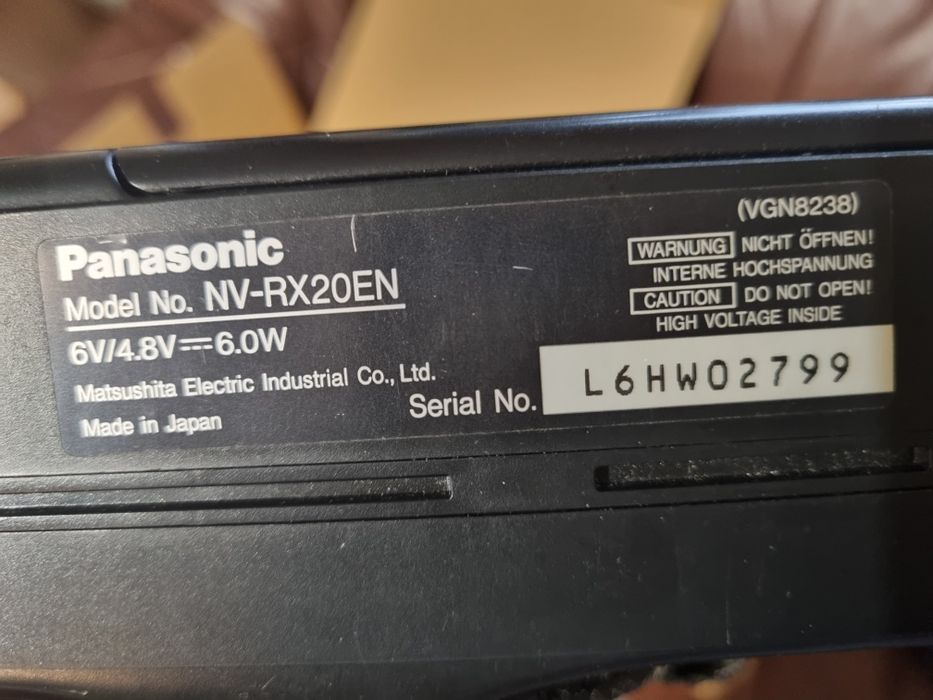 (VGN8238)
Panasonic
Model No. NV-RX20EN
6V/4.8V⎓6.0W
Matsushita Electric Industrial Co., Ltd.
Made in Japan
WARNUNG NICHT ÖFFNEN!
INTERNE HOCHSPANNUNG
CAUTION DO NOT OPEN!
HIGH VOLTAGE INSIDE
Serial No. L6HW02799